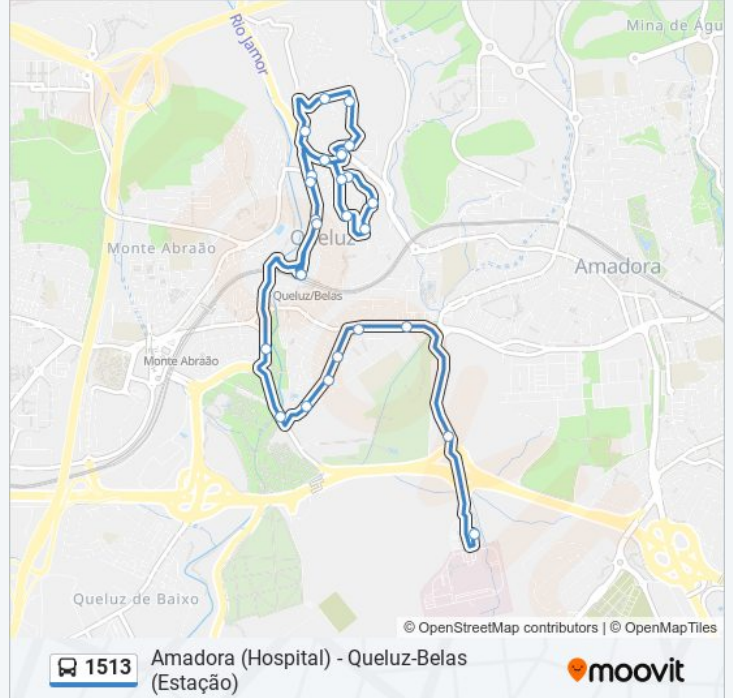 Rio Jamor
Mina de Águ
Monte Abraão
Queluz
Amadora
Queluz/Belas
Monte Abraão
Queluz de Baixo
© OpenStreetMap contributors | © OpenMapTiles
1513
Amadora (Hospital) - Queluz-Belas
(Estação)
moovit